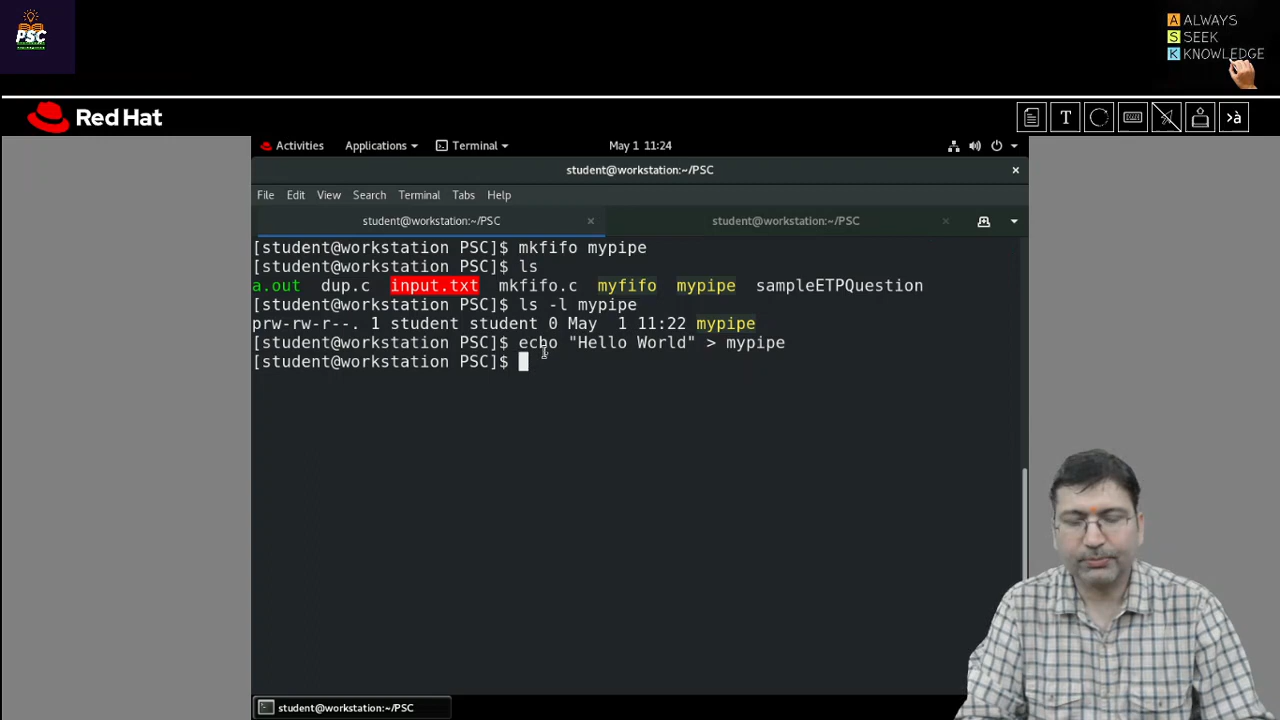 PSC
A ALWAYS
S SEEK
K KNOWLEDGE
Red Hat
T
>à
Activities Applications Terminal May 1 11:24
student@workstation:~/PSC
File Edit View Search Terminal Tabs Help
student@workstation:~/PSC × student@workstation:~/PSC ×
[student@workstation PSC]$ mkfifo mypipe
[student@workstation PSC]$ ls
a.out dup.c input.txt mkfifo.c myfifo mypipe sampleETPQuestion
[student@workstation PSC]$ ls -l mypipe
prw-rw-r--. 1 student student 0 May 1 11:22 mypipe
[student@workstation PSC]$ echo "Hello World" > mypipe
[student@workstation PSC]$
student@workstation:~/PSC